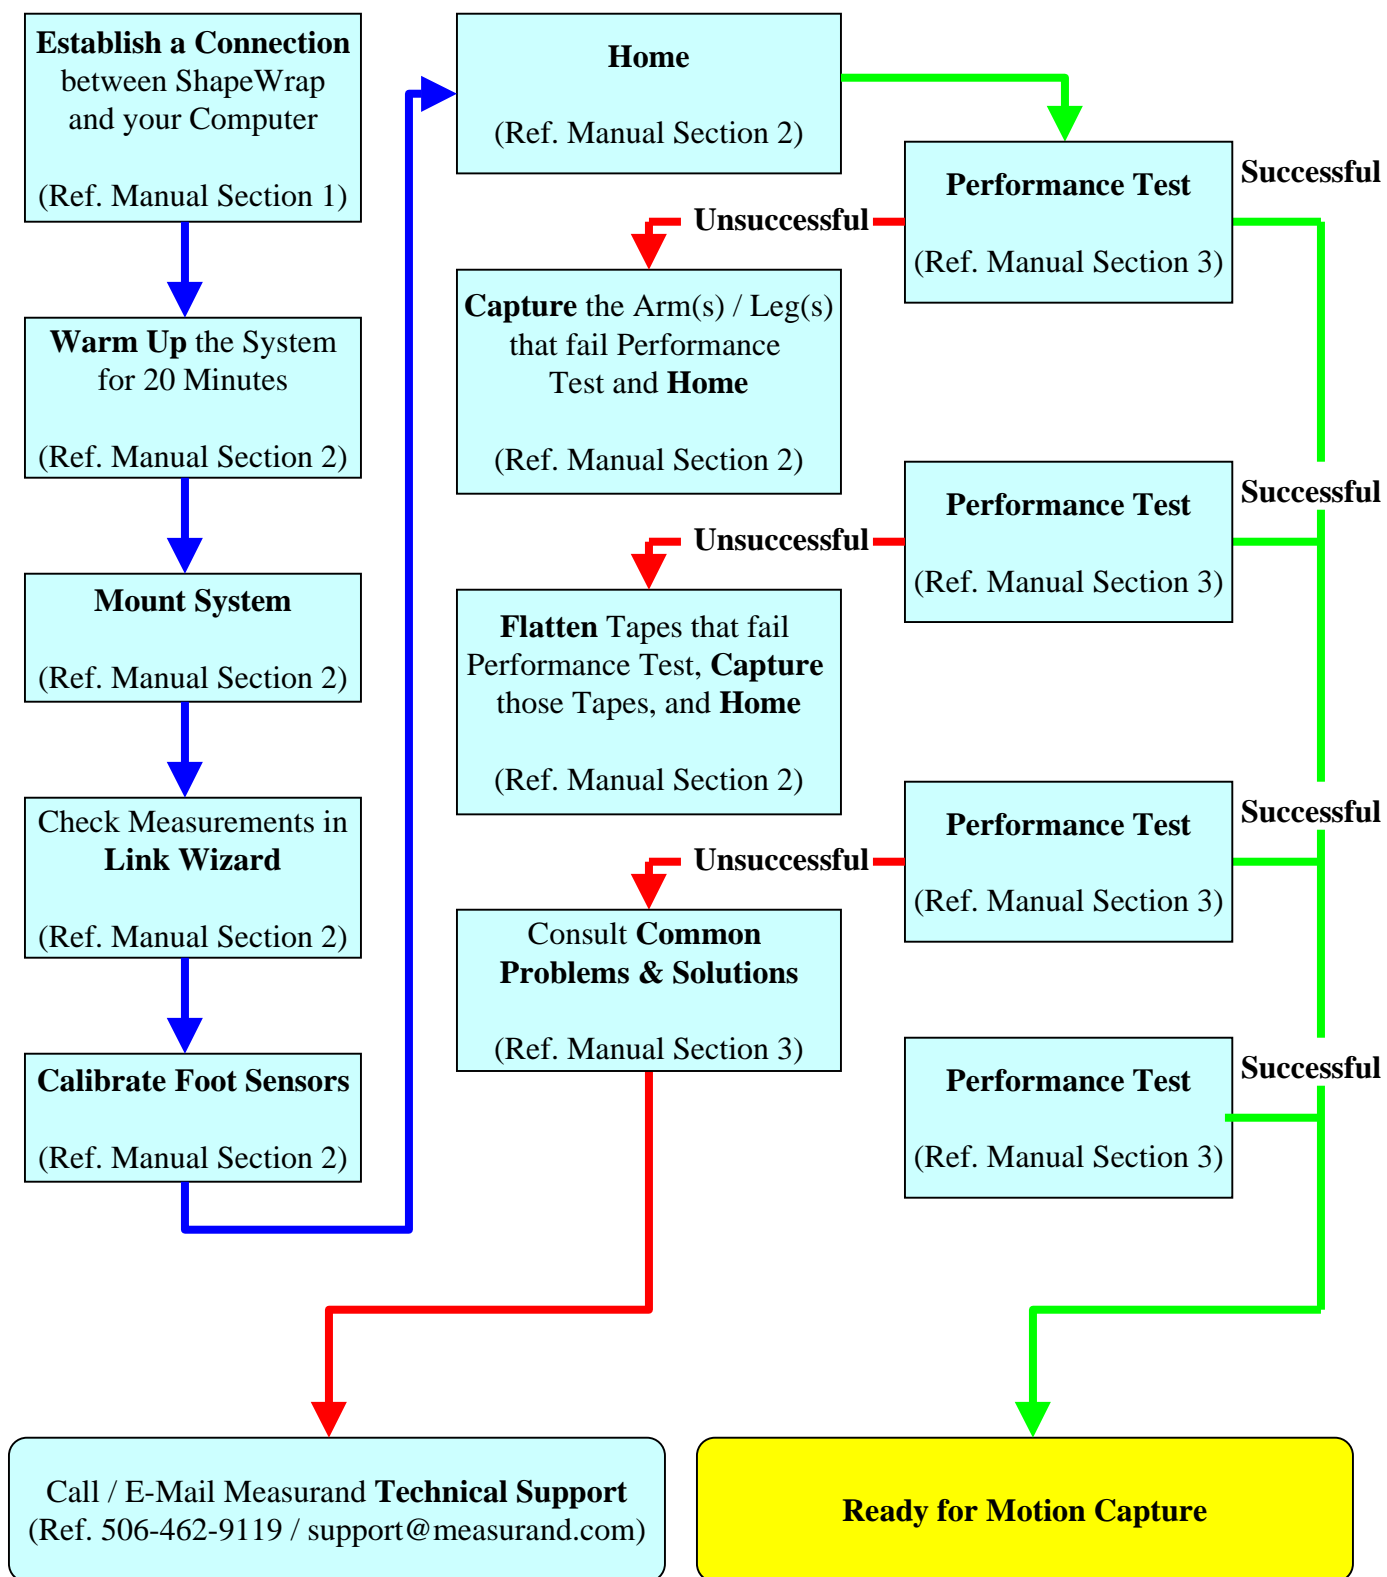 Establish a Connection
between ShapeWrap
and your Computer
(Ref. Manual Section 1)
Warm Up the System
for 20 Minutes
(Ref. Manual Section 2)
Mount System
(Ref. Manual Section 2)
Check Measurements in
Link Wizard
(Ref. Manual Section 2)
Calibrate Foot Sensors
(Ref. Manual Section 2)
Home
(Ref. Manual Section 2)
Performance Test
(Ref. Manual Section 3)
Successful
Unsuccessful
Capture the Arm(s) / Leg(s)
that fail Performance
Test and Home
(Ref. Manual Section 2)
Performance Test
(Ref. Manual Section 3)
Successful
Unsuccessful
Flatten Tapes that fail
Performance Test, Capture
those Tapes, and Home
(Ref. Manual Section 2)
Performance Test
(Ref. Manual Section 3)
Successful
Unsuccessful
Consult Common
Problems & Solutions
(Ref. Manual Section 3)
Performance Test
(Ref. Manual Section 3)
Successful
Call / E-Mail Measurand Technical Support
(Ref. 506-462-9119 / support@measurand.com)
Ready for Motion Capture